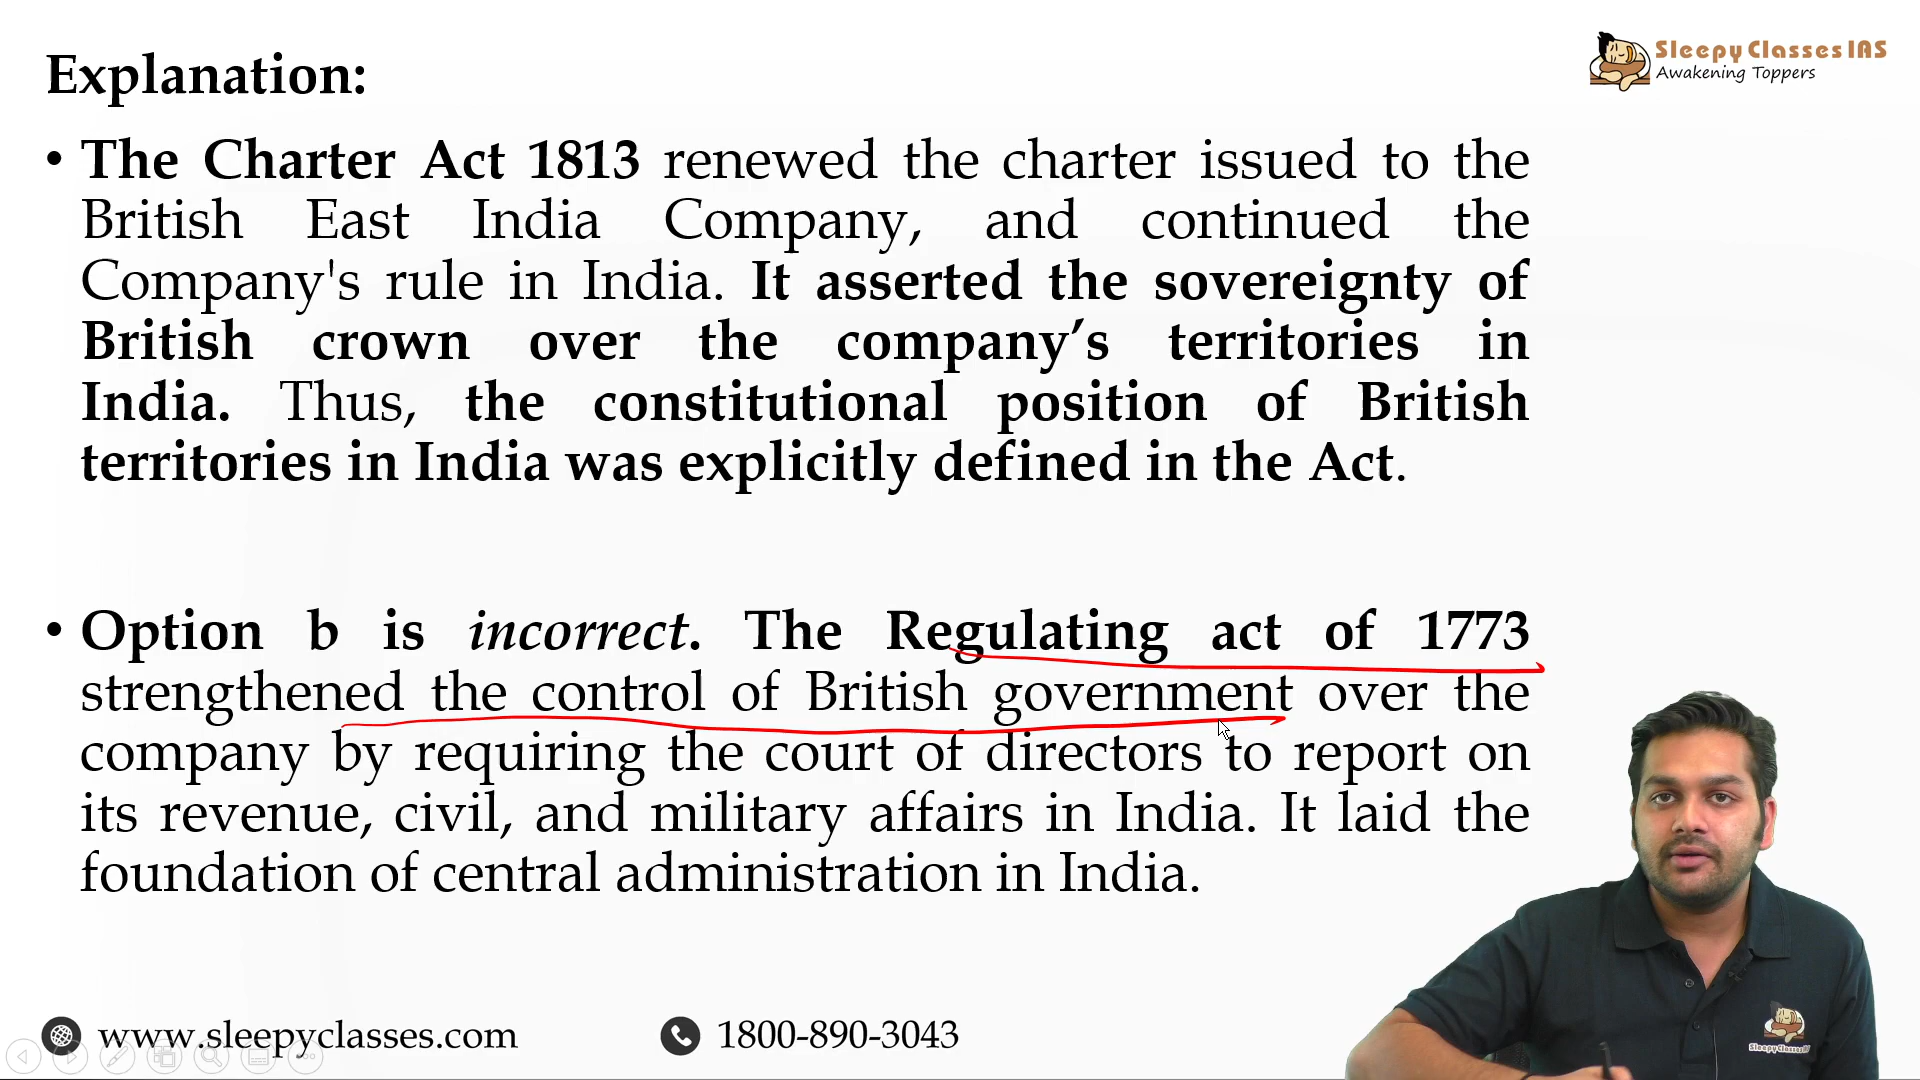 Explanation:
Sleepy Classes IAS
Awakening Toppers
• The Charter Act 1813 renewed the charter issued to the
British East India Company, and continued the
Company's rule in India. It asserted the sovereignty of
British crown over the company’s territories in
India. Thus, the constitutional position of British
territories in India was explicitly defined in the Act.
• Option b is incorrect. The Regulating act of 1773
strengthened the control of British government over the
company by requiring the court of directors to report on
its revenue, civil, and military affairs in India. It laid the
foundation of central administration in India.
www.sleepyclasses.com
1800-890-3043